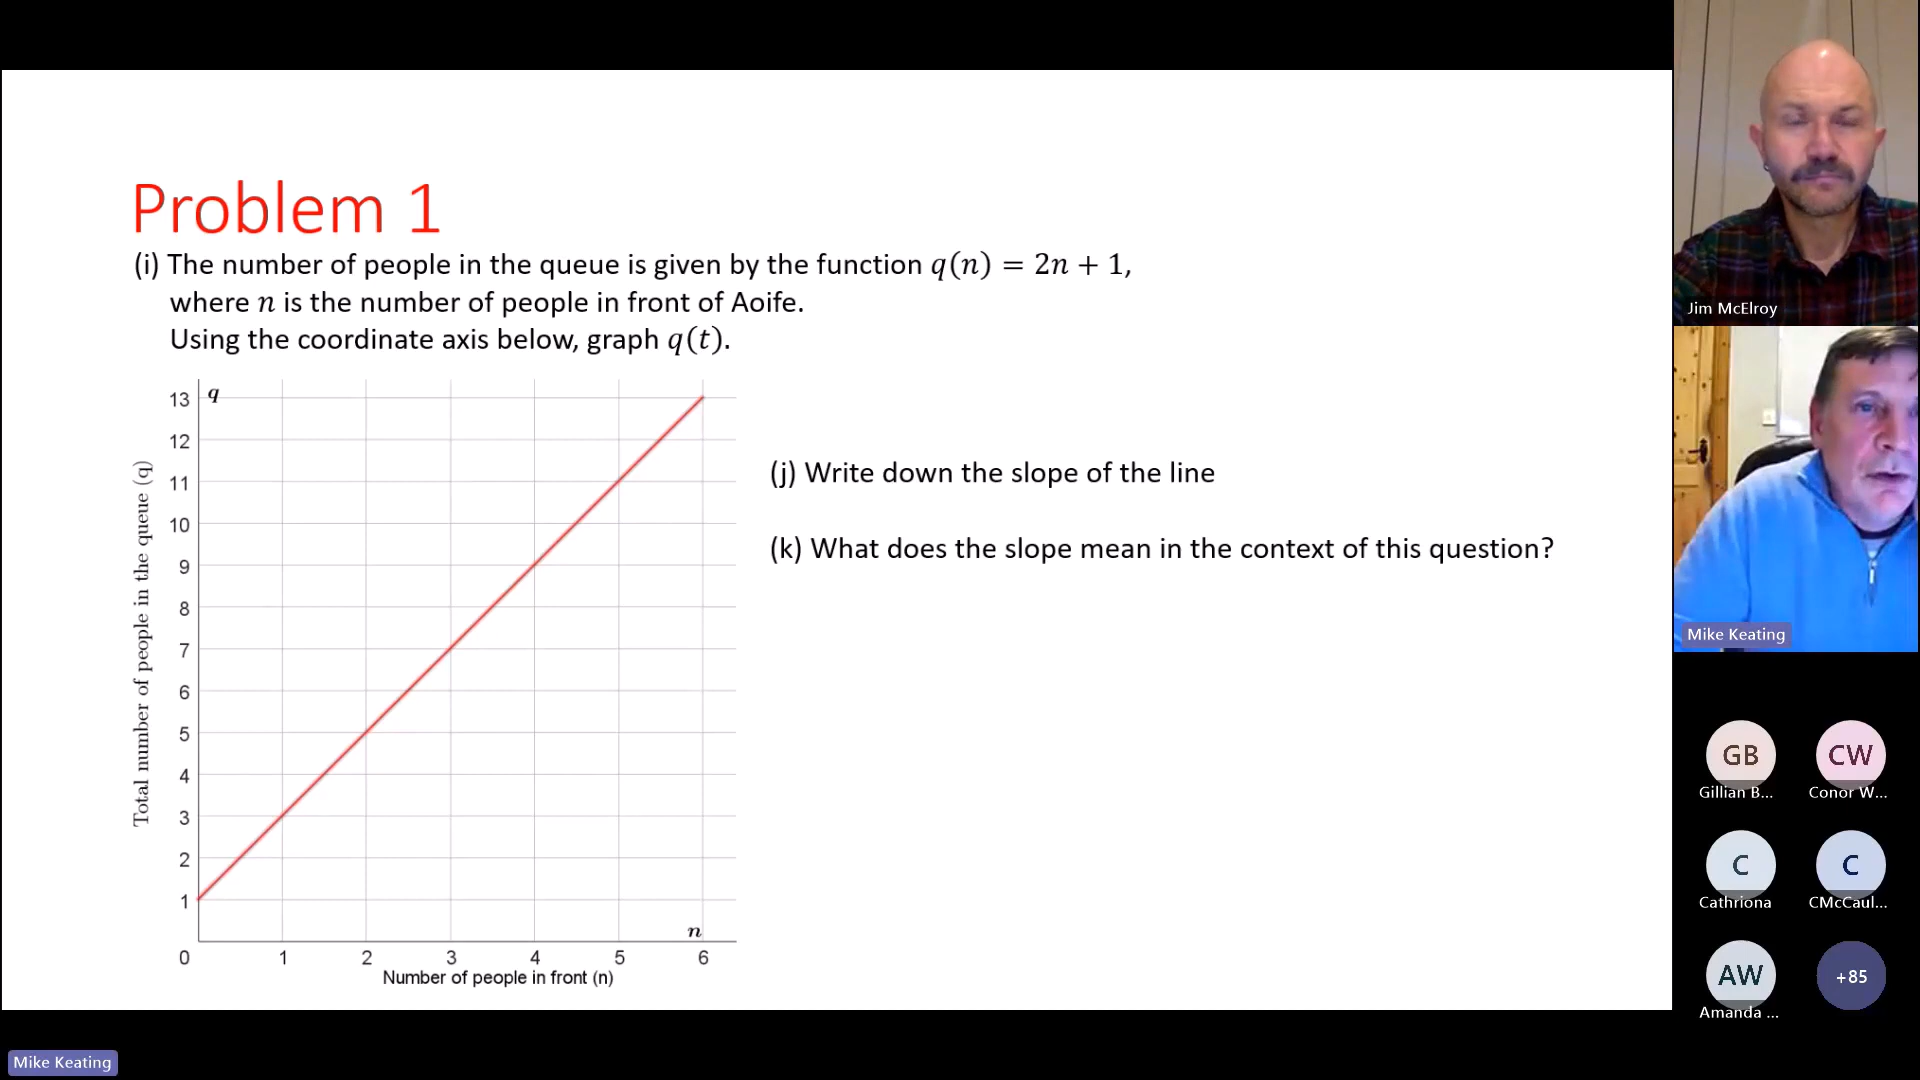 Problem 1
(i) The number of people in the queue is given by the function q(n) = 2n + 1,
where n is the number of people in front of Aoife.
Using the coordinate axis below, graph q(t).
q
13
12
11
10
9
8
7
6
5
4
3
2
1
0
Total number of people in the queue (q)
n
1 2 3 4 5 6
Number of people in front (n)
(j) Write down the slope of the line
(k) What does the slope mean in the context of this question?
Jim McElroy
Mike Keating
GB CW
Gillian B... Conor W...
C C
Cathriona CMcCaul...
AW +85
Amanda ...
Mike Keating